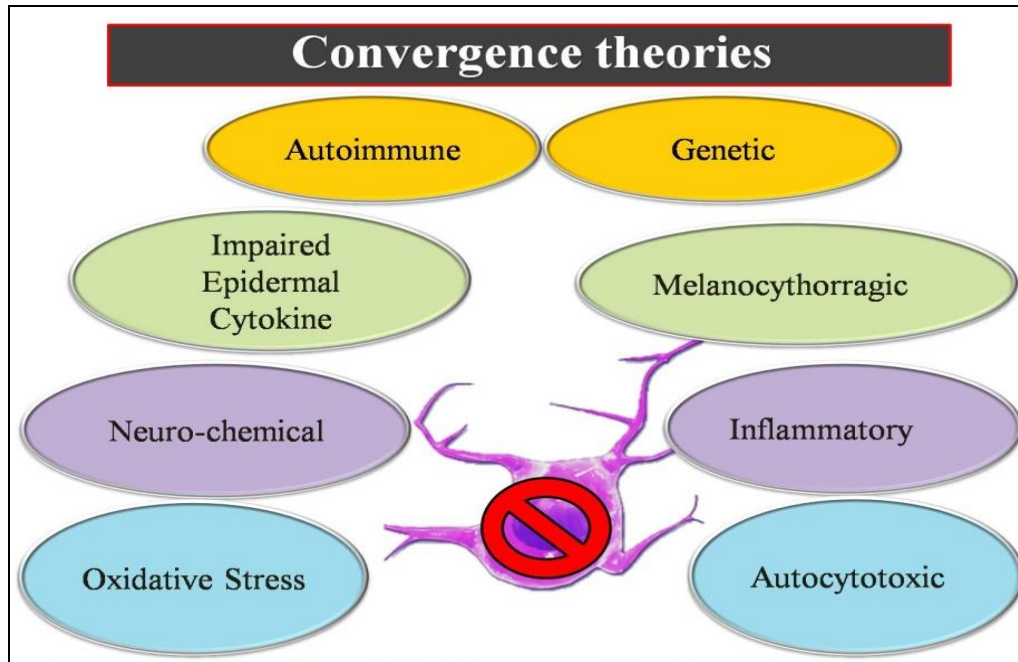 Convergence theories
Autoimmune
Genetic
Impaired
Epidermal
Cytokine
Melanocythorragic
Neuro-chemical
Inflammatory
Oxidative Stress
Autocytotoxic